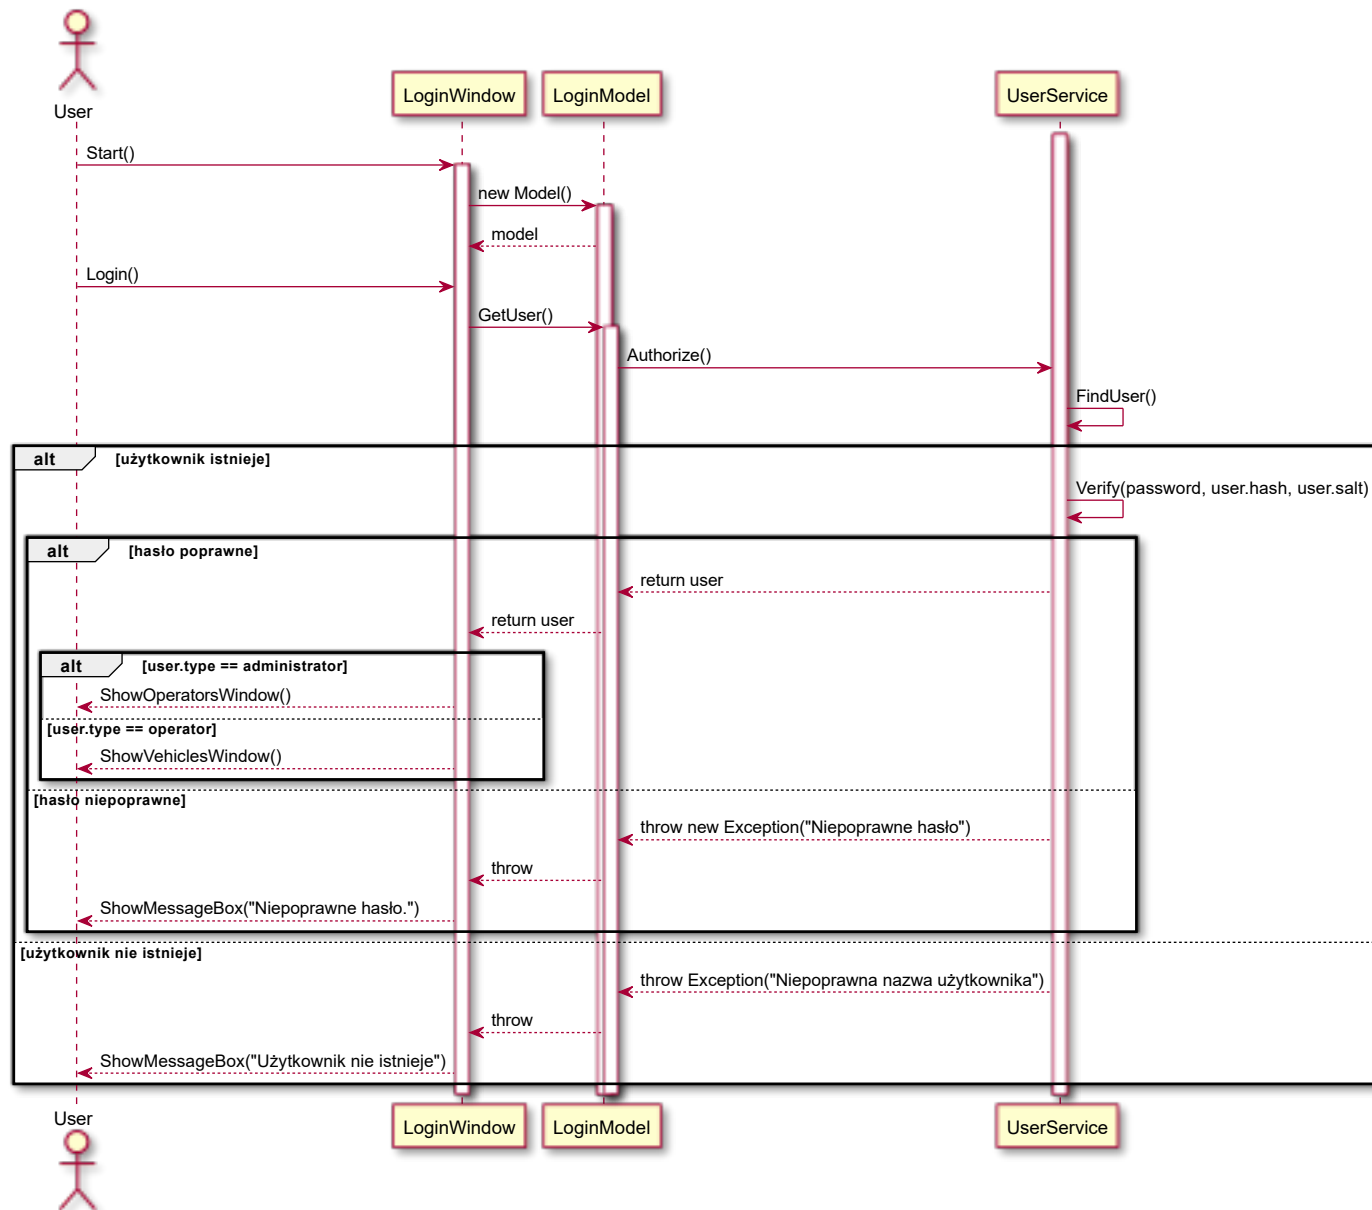 User
LoginWindow
LoginModel
UserService
Start()
new Model()
model
Login()
GetUser()
Authorize()
FindUser()
alt [użytkownik istnieje]
Verify(password, user.hash, user.salt)
alt [hasło poprawne]
return user
return user
alt [user.type == administrator]
ShowOperatorsWindow()
[user.type == operator]
ShowVehiclesWindow()
[hasło niepoprawne]
throw new Exception("Niepoprawne hasło")
throw
ShowMessageBox("Niepoprawne hasło.")
[użytkownik nie istnieje]
throw Exception("Niepoprawna nazwa użytkownika")
throw
ShowMessageBox("Użytkownik nie istnieje")
User
LoginWindow
LoginModel
UserService